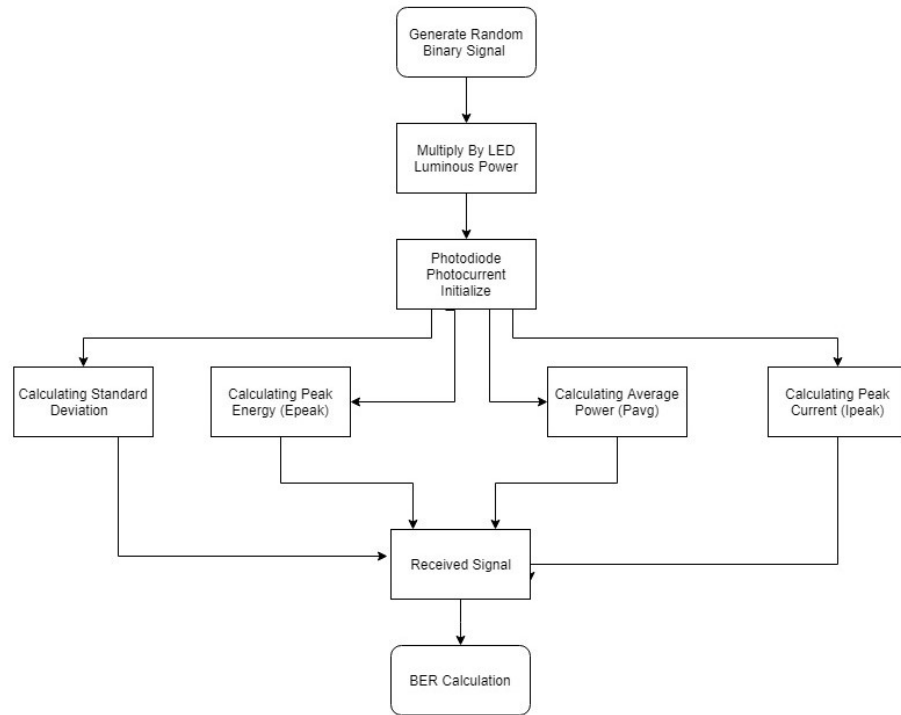 Generate Random
Binary Signal
Multiply By LED
Luminous Power
Photodiode
Photocurrent
Initialize
Calculating Standard
Deviation
Calculating Peak
Energy (Epeak)
Calculating Average
Power (Pavg)
Calculating Peak
Current (Ipeak)
Received Signal
BER Calculation